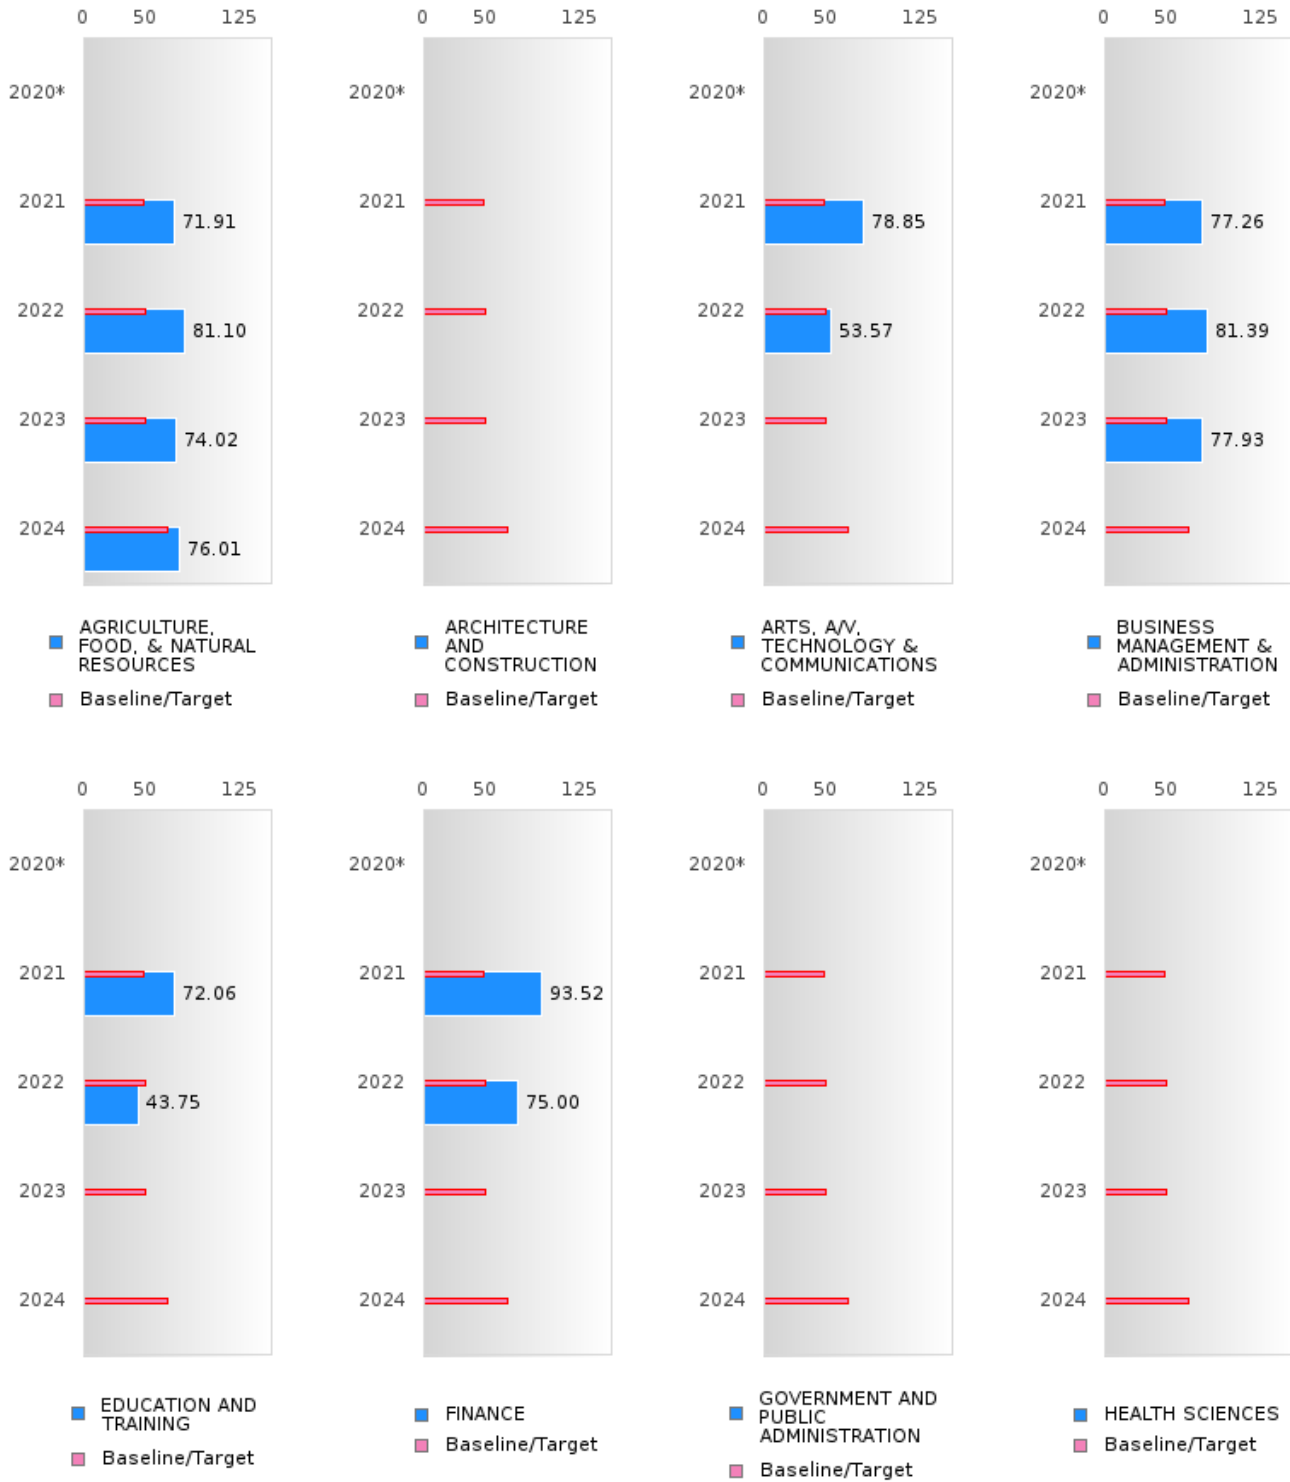 0 50 125 0 50 125 0 50 125 0 50 125
2020* 2020* 2020* 2020*
2021 71.91 2021 2021 78.85 2021 77.26
2022 81.10 2022 2022 53.57 2022 81.39
2023 74.02 2023 2023 2023 77.93
2024 76.01 2024 2024 2024
AGRICULTURE,
FOOD, & NATURAL
RESOURCES
Baseline/Target
ARCHITECTURE
AND
CONSTRUCTION
Baseline/Target
ARTS, A/V,
TECHNOLOGY &
COMMUNICATIONS
Baseline/Target
BUSINESS
MANAGEMENT &
ADMINISTRATION
Baseline/Target
0 50 125 0 50 125 0 50 125 0 50 125
2020* 2020* 2020* 2020*
2021 72.06 2021 93.52 2021 2021
2022 43.75 2022 75.00 2022 2022
2023 2023 2023 2023
2024 2024 2024 2024
EDUCATION AND
TRAINING
Baseline/Target
FINANCE
Baseline/Target
GOVERNMENT AND
PUBLIC
ADMINISTRATION
Baseline/Target
HEALTH SCIENCES
Baseline/Target